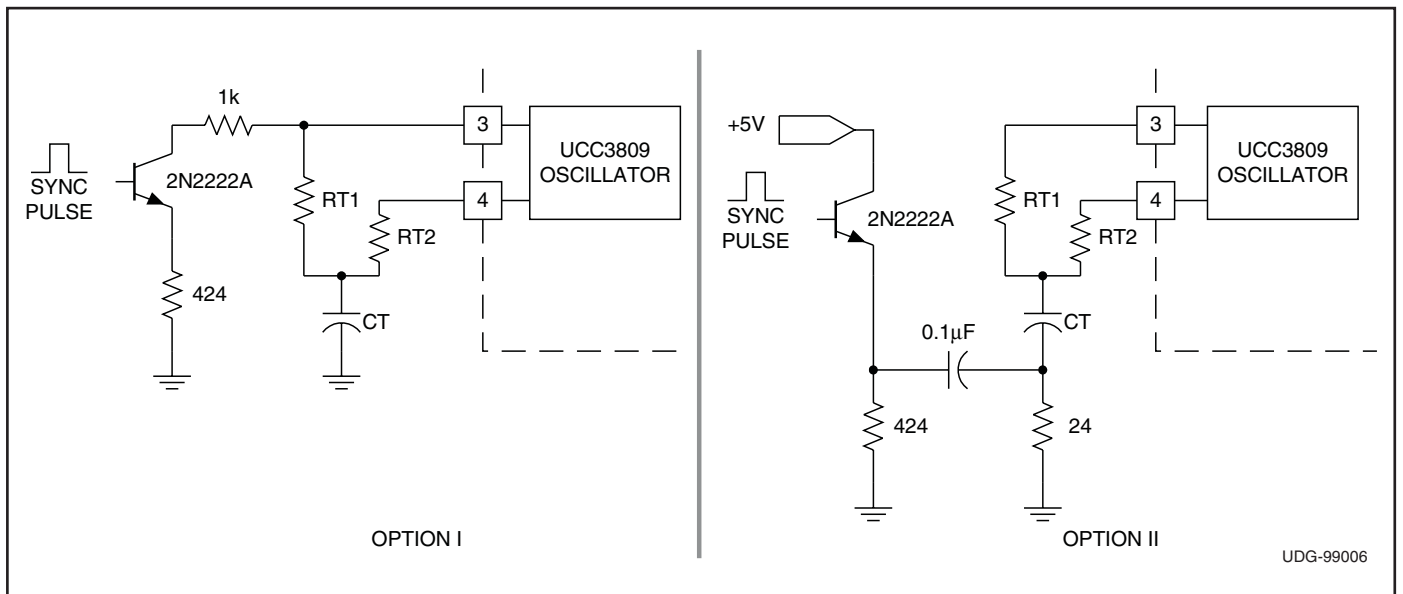 1k
SYNC
PULSE
2N2222A
424
RT1
RT2
CT
3
4
UCC3809
OSCILLATOR
OPTION I
+5V
SYNC
PULSE
2N2222A
424
0.1μF
24
RT1
RT2
CT
3
4
UCC3809
OSCILLATOR
OPTION II
UDG-99006